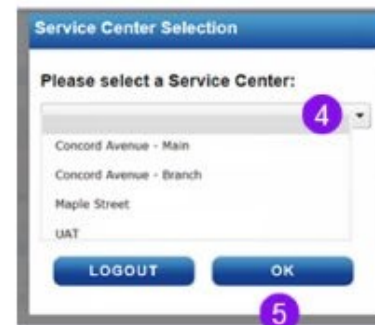 Service Center Selection
Please select a Service Center:
4
Concord Avenue - Main
Concord Avenue - Branch
Maple Street
UAT
LOGOUT OK
5